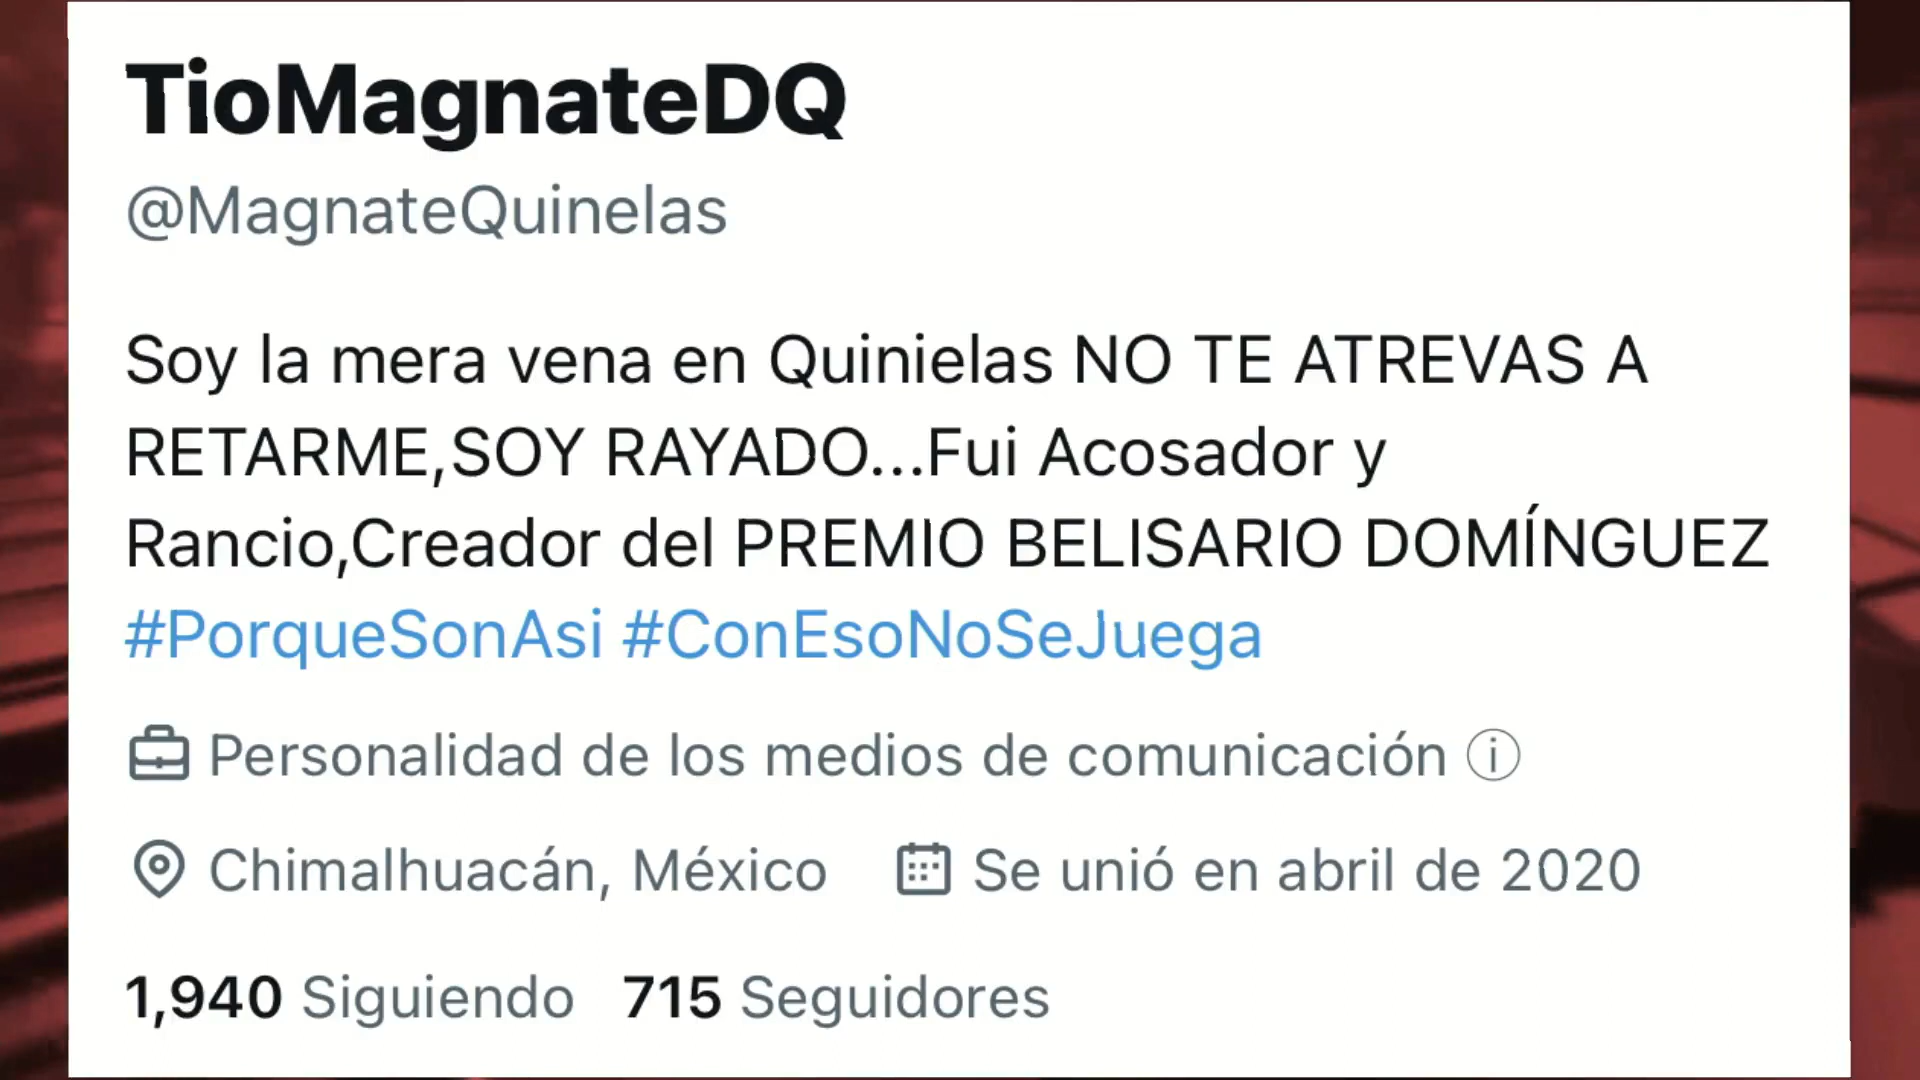 TioMagnateDQ
@MagnateQuinelas
Soy la mera vena en Quinielas NO TE ATREVAS A
RETARME,SOY RAYADO...Fui Acosador y
Rancio,Creador del PREMIO BELISARIO DOMÍNGUEZ
#PorqueSonAsi #ConEsoNoSeJuega
Personalidad de los medios de comunicación
Chimalhuacán, México Se unió en abril de 2020
1,940 Siguiendo 715 Seguidores